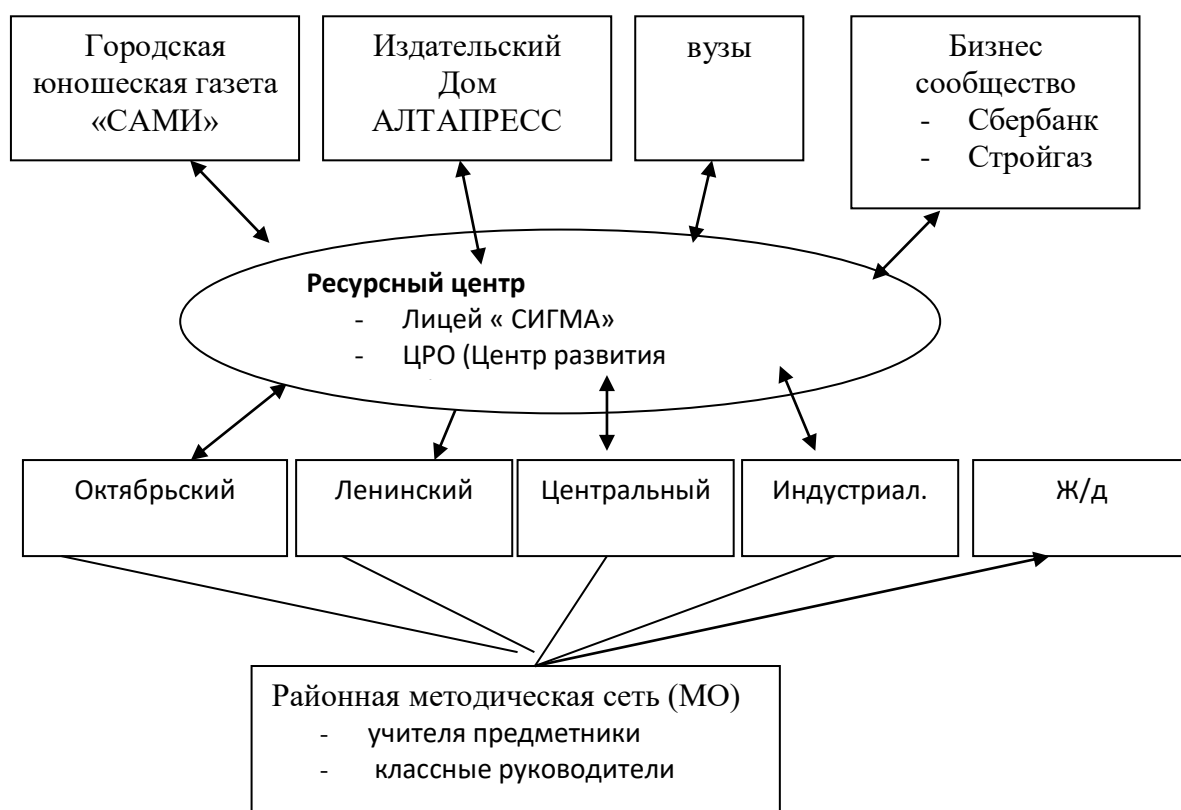 Городская
юношеская газета
«САМИ»
Издательский
Дом
АЛТАПРЕСС
вузы
Бизнес
сообщество
- Сбербанк
- Стройгаз
Ресурсный центр
- Лицей « СИГМА»
- ЦРО (Центр развития
Октябрьский
Ленинский
Центральный
Индустриал.
Ж/д
Районная методическая сеть (МО)
- учителя предметники
- классные руководители